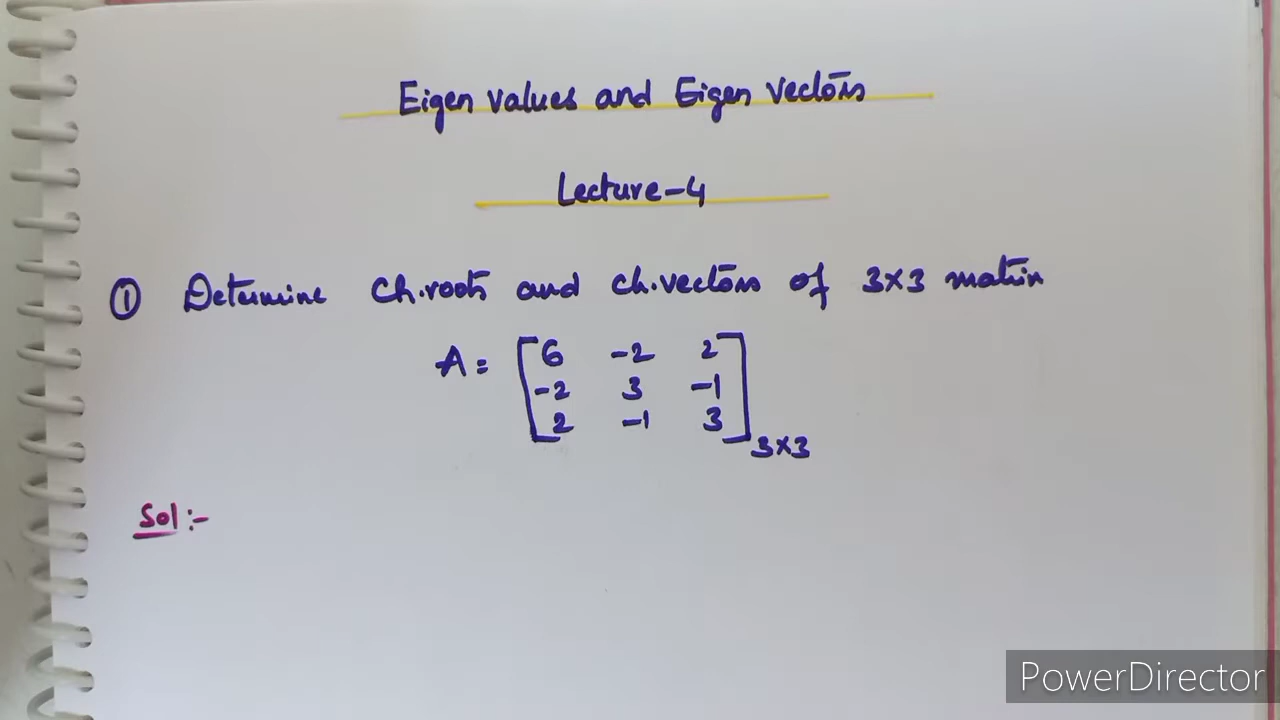 Eigen values and Eigen Vectors
Lecture-4
① Determine Ch.roots and ch.vectors of 3×3 matrix
A = [6 -2 2
-2 3 -1
2 -1 3]3×3
Sol :-
PowerDirector